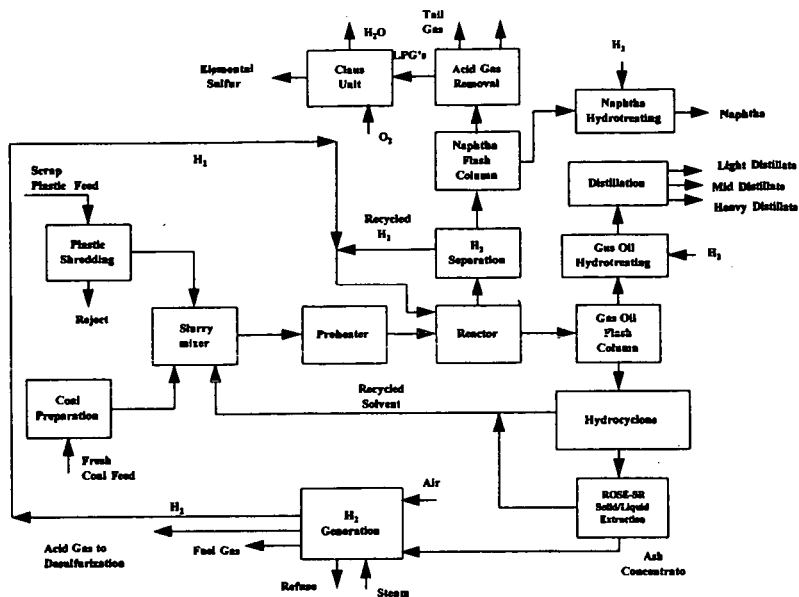 Tail
Gas
H₂O
LPG's
Elemental
Sulfur
Claus
Unit
Acid Gas
Removal
H₂
O₂
Naphtha
Hydrotreating
Naphtha
H₂
Naphtha
Flash
Column
Scrap
Plastic Feed
Distillation
Light Distillate
Mid Distillate
Heavy Distillate
Recycled
H₂
Plastic
Shredding
H₂
Separation
Gas Oil
Hydrotreating
H₂
Reject
Slurry
mixer
Preheater
Reactor
Gas Oil
Flash
Column
Coal
Preparation
Recycled
Solvent
Hydrocyclone
Fresh
Coal Feed
Air
ROSE-SR
Solid/Liquid
Extraction
H₂
H₂
Generation
Acid Gas to
Desulfurization
Fuel Gas
Ash
Concentrate
Refuse
Steam